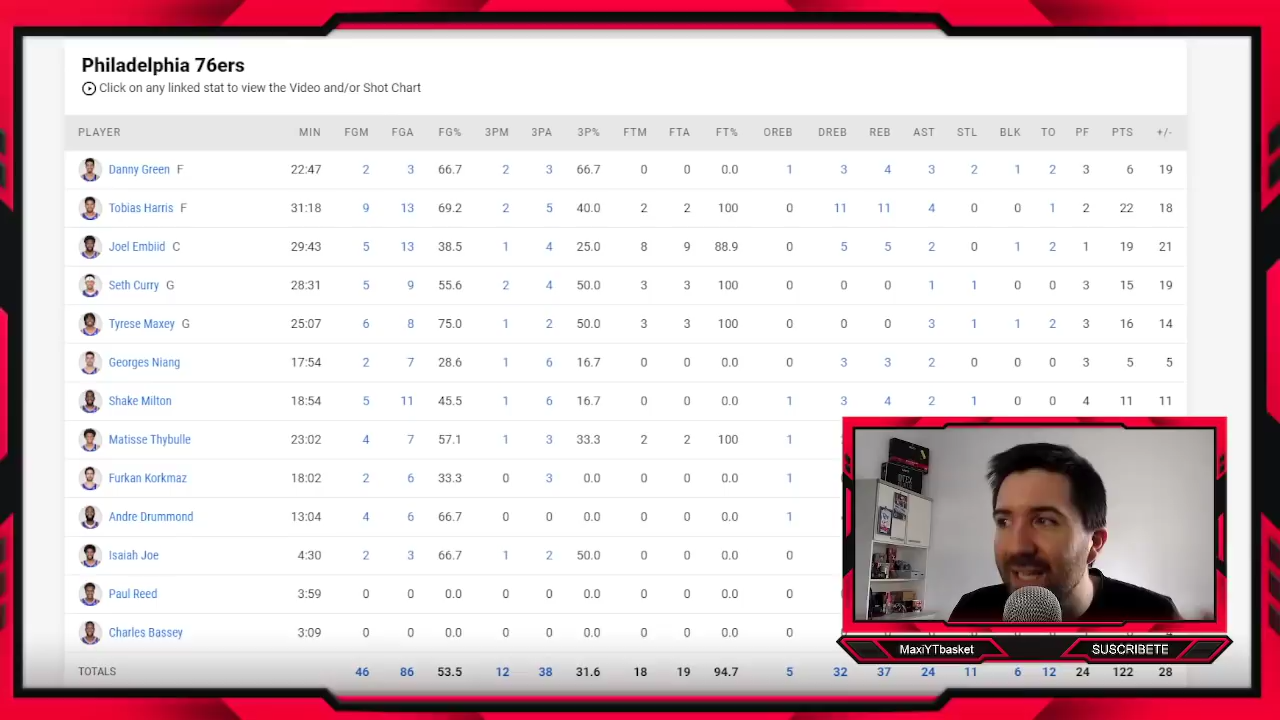 Philadelphia 76ers
Click on any linked stat to view the Video and/or Shot Chart
PLAYER MIN FGM FGA FG% 3PM 3PA 3P% FTM FTA FT% OREB DREB REB AST STL BLK TO PF PTS +/-
Danny Green F 22:47 2 3 66.7 2 3 66.7 0 0 0.0 1 3 4 3 2 1 2 3 6 19
Tobias Harris F 31:18 9 13 69.2 2 5 40.0 2 2 100 0 11 11 4 0 0 1 2 22 18
Joel Embiid C 29:43 5 13 38.5 1 4 25.0 8 9 88.9 0 5 5 2 0 1 2 1 19 21
Seth Curry G 28:31 5 9 55.6 2 4 50.0 3 3 100 0 0 0 1 1 0 0 3 15 19
Tyrese Maxey G 25:07 6 8 75.0 1 2 50.0 3 3 100 0 0 0 3 1 1 2 3 16 14
Georges Niang 17:54 2 7 28.6 1 6 16.7 0 0 0.0 0 3 3 2 0 0 0 3 5 5
Shake Milton 18:54 5 11 45.5 1 6 16.7 0 0 0.0 1 3 4 2 1 0 0 4 11 11
Matisse Thybulle 23:02 4 7 57.1 1 3 33.3 2 2 100 1
Furkan Korkmaz 18:02 2 6 33.3 0 3 0.0 0 0 0.0 1
Andre Drummond 13:04 4 6 66.7 0 0 0.0 0 0 0.0 1
Isaiah Joe 4:30 2 3 66.7 1 2 50.0 0 0 0.0 0
Paul Reed 3:59 0 0 0.0 0 0 0.0 0 0 0.0 0
Charles Bassey 3:09 0 0 0.0 0 0 0.0 0 0 0.0 0
MaxiYTbasket SUSCRIBETE
TOTALS 46 86 53.5 12 38 31.6 18 19 94.7 5 32 37 24 11 6 12 24 122 28